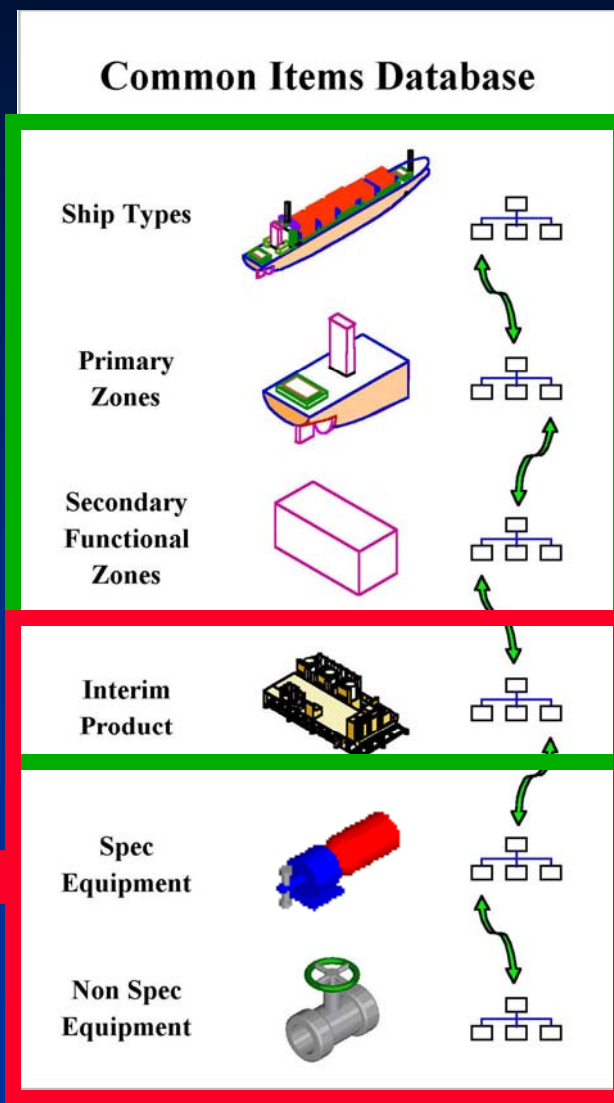 Common Items Database
Ship Types
Primary
Zones
Secondary
Functional
Zones
Interim
Product
Spec
Equipment
Non Spec
Equipment